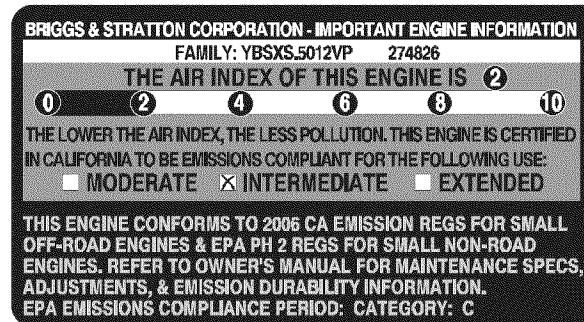 BRIGGS & STRATTON CORPORATION - IMPORTANT ENGINE INFORMATION
FAMILY: YBSXS.5012VP 274826
THE AIR INDEX OF THIS ENGINE IS 2
0 2 4 6 8 10
THE LOWER THE AIR INDEX, THE LESS POLLUTION. THIS ENGINE IS CERTIFIED
IN CALIFORNIA TO BE EMISSIONS COMPLIANT FOR THE FOLLOWING USE:
MODERATE INTERMEDIATE EXTENDED
THIS ENGINE CONFORMS TO 2006 CA EMISSION REGS FOR SMALL
OFF-ROAD ENGINES & EPA PH 2 REGS FOR SMALL NON-ROAD
ENGINES. REFER TO OWNER'S MANUAL FOR MAINTENANCE SPECS,
ADJUSTMENTS, & EMISSION DURABILITY INFORMATION.
EPA EMISSIONS COMPLIANCE PERIOD: CATEGORY: C